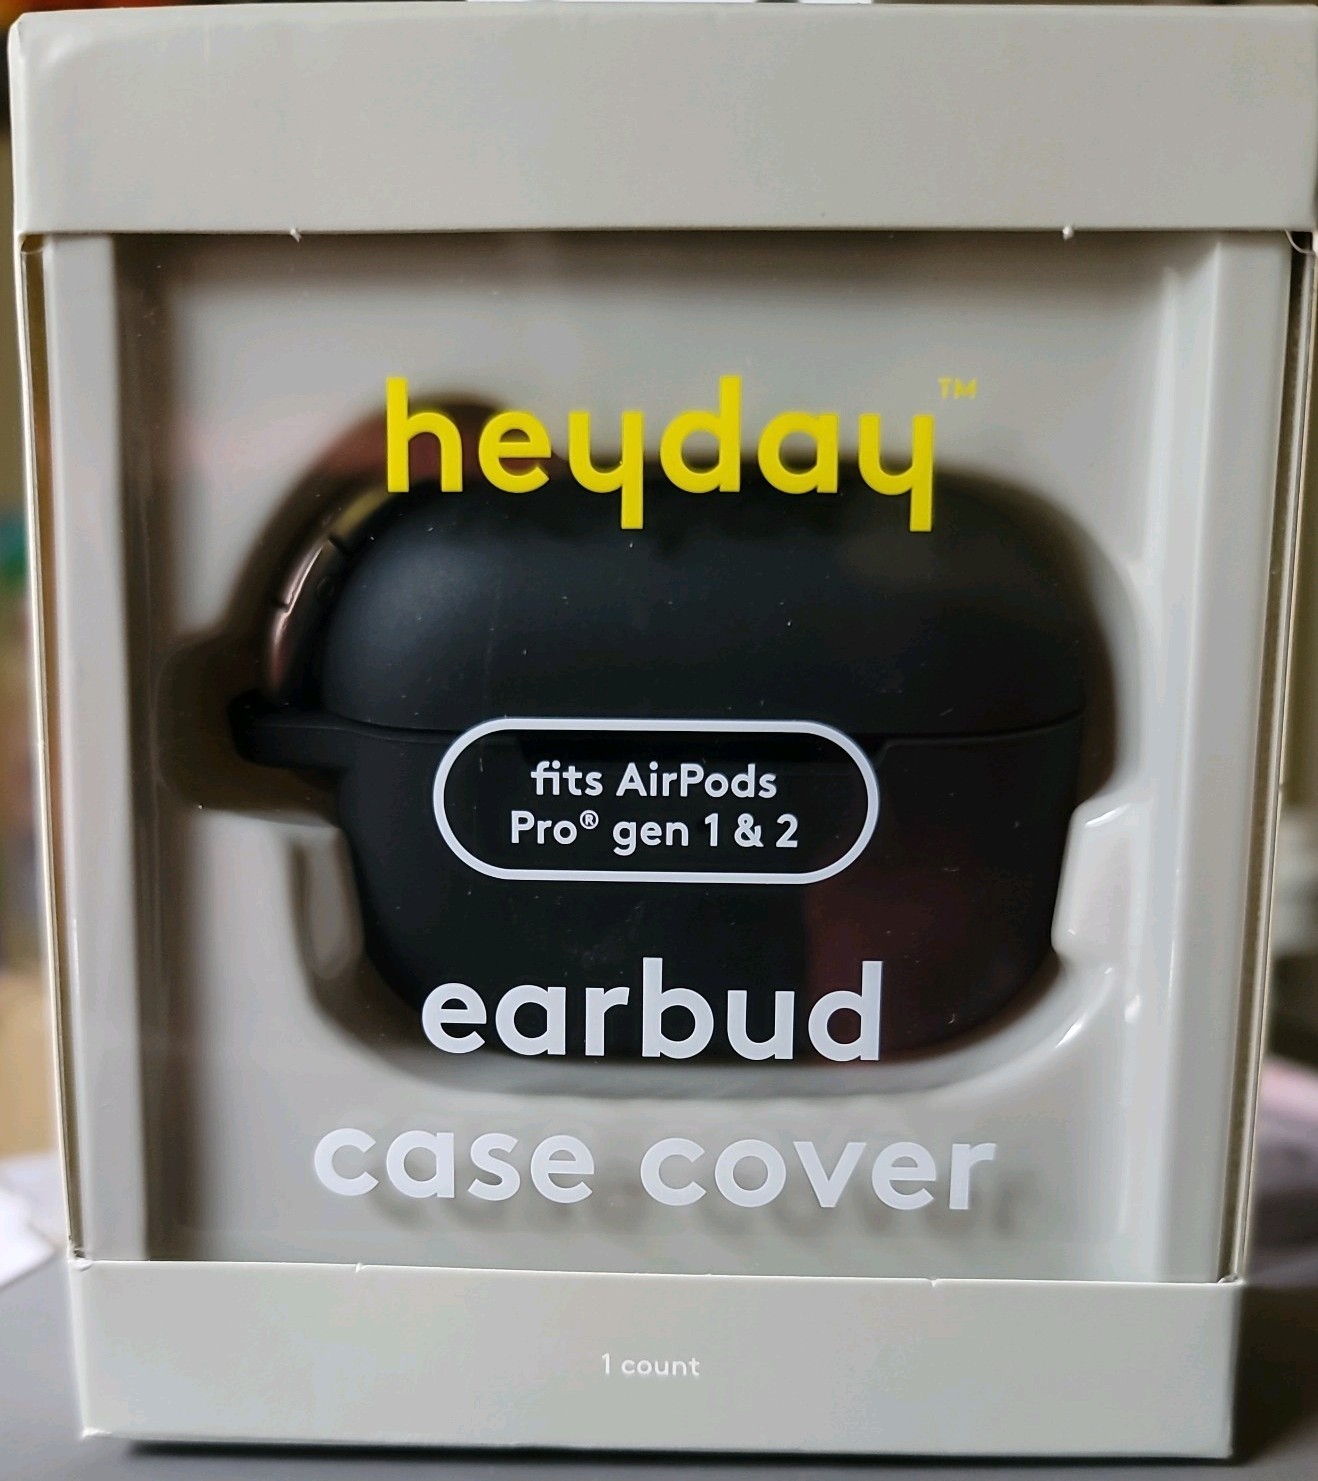 heyday™
fits AirPods
Pro® gen 1 & 2
earbud
case cover
1 count